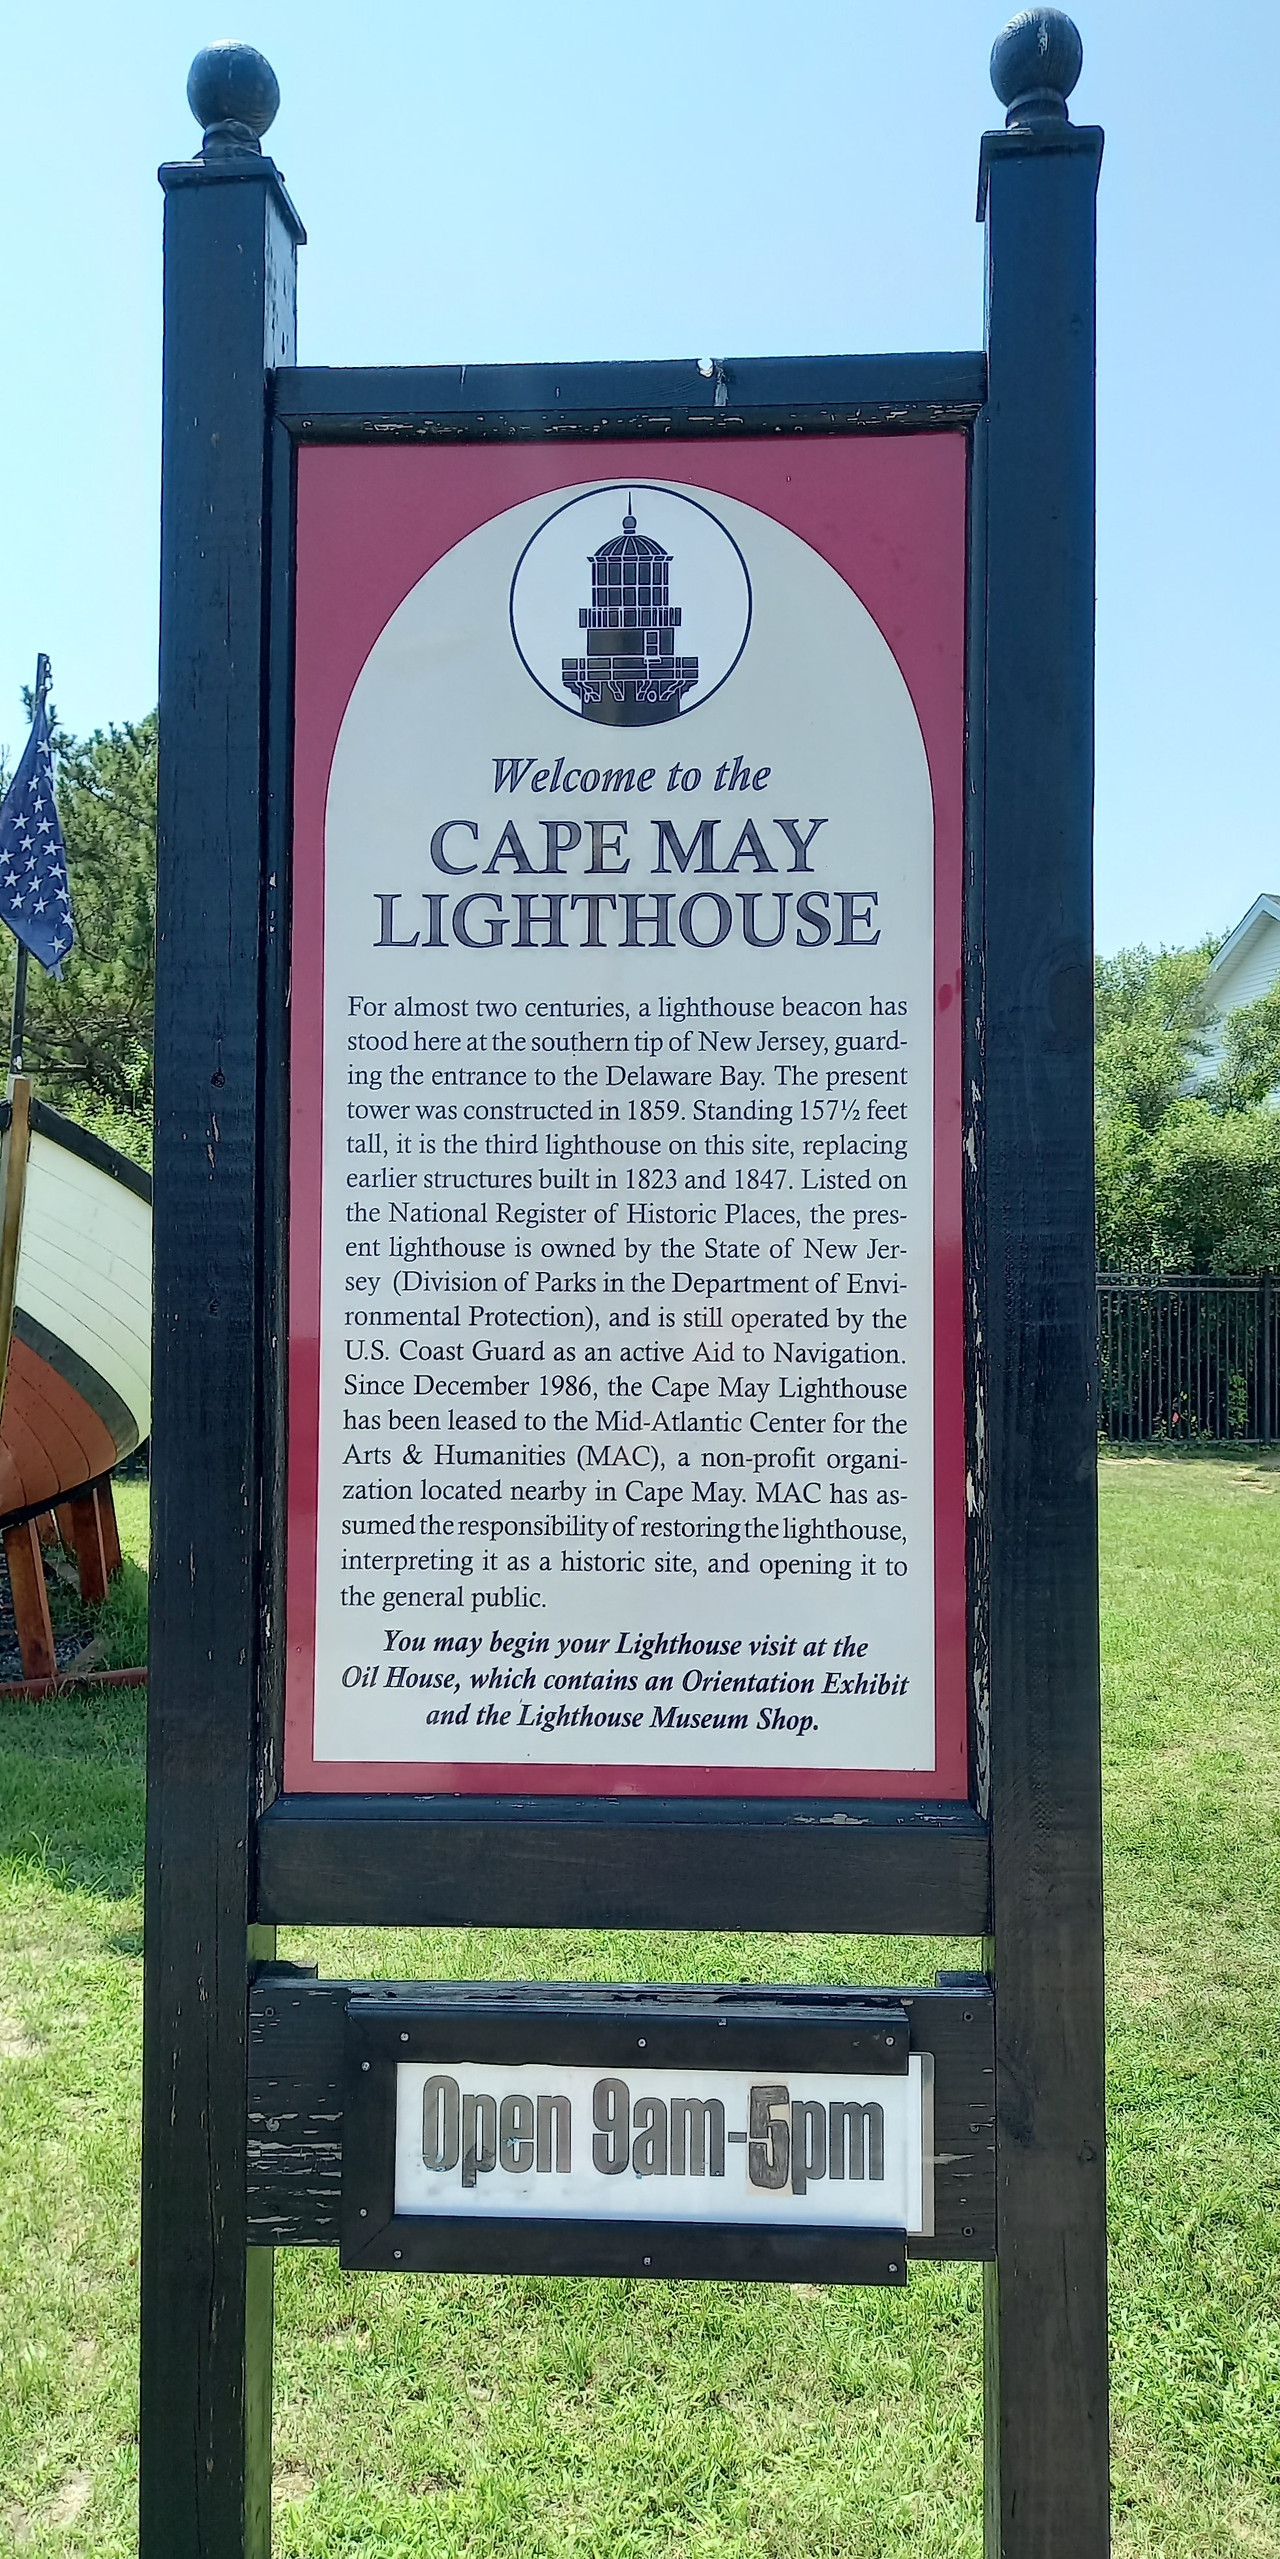 Welcome to the
CAPE MAY
LIGHTHOUSE
For almost two centuries, a lighthouse beacon has
stood here at the southern tip of New Jersey, guard-
ing the entrance to the Delaware Bay. The present
tower was constructed in 1859. Standing 157½ feet
tall, it is the third lighthouse on this site, replacing
earlier structures built in 1823 and 1847. Listed on
the National Register of Historic Places, the pres-
ent lighthouse is owned by the State of New Jer-
sey (Division of Parks in the Department of Envi-
ronmental Protection), and is still operated by the
U.S. Coast Guard as an active Aid to Navigation.
Since December 1986, the Cape May Lighthouse
has been leased to the Mid-Atlantic Center for the
Arts & Humanities (MAC), a non-profit organi-
zation located nearby in Cape May. MAC has as-
sumed the responsibility of restoring the lighthouse,
interpreting it as a historic site, and opening it to
the general public.
You may begin your Lighthouse visit at the
Oil House, which contains an Orientation Exhibit
and the Lighthouse Museum Shop.
Open 9am-5pm